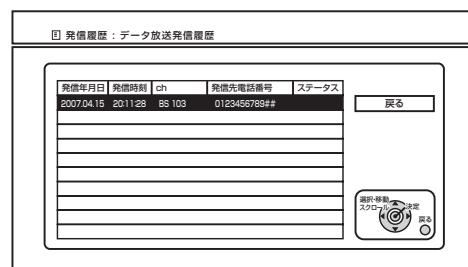 発信履歴：データ放送発信履歴
発信年月日 発信時刻 ch 発信先電話番号 ステータス
2007.04.15 20:11:28 BS 103 0123456789##
戻る
選択・移動
スクロール 決定
戻る